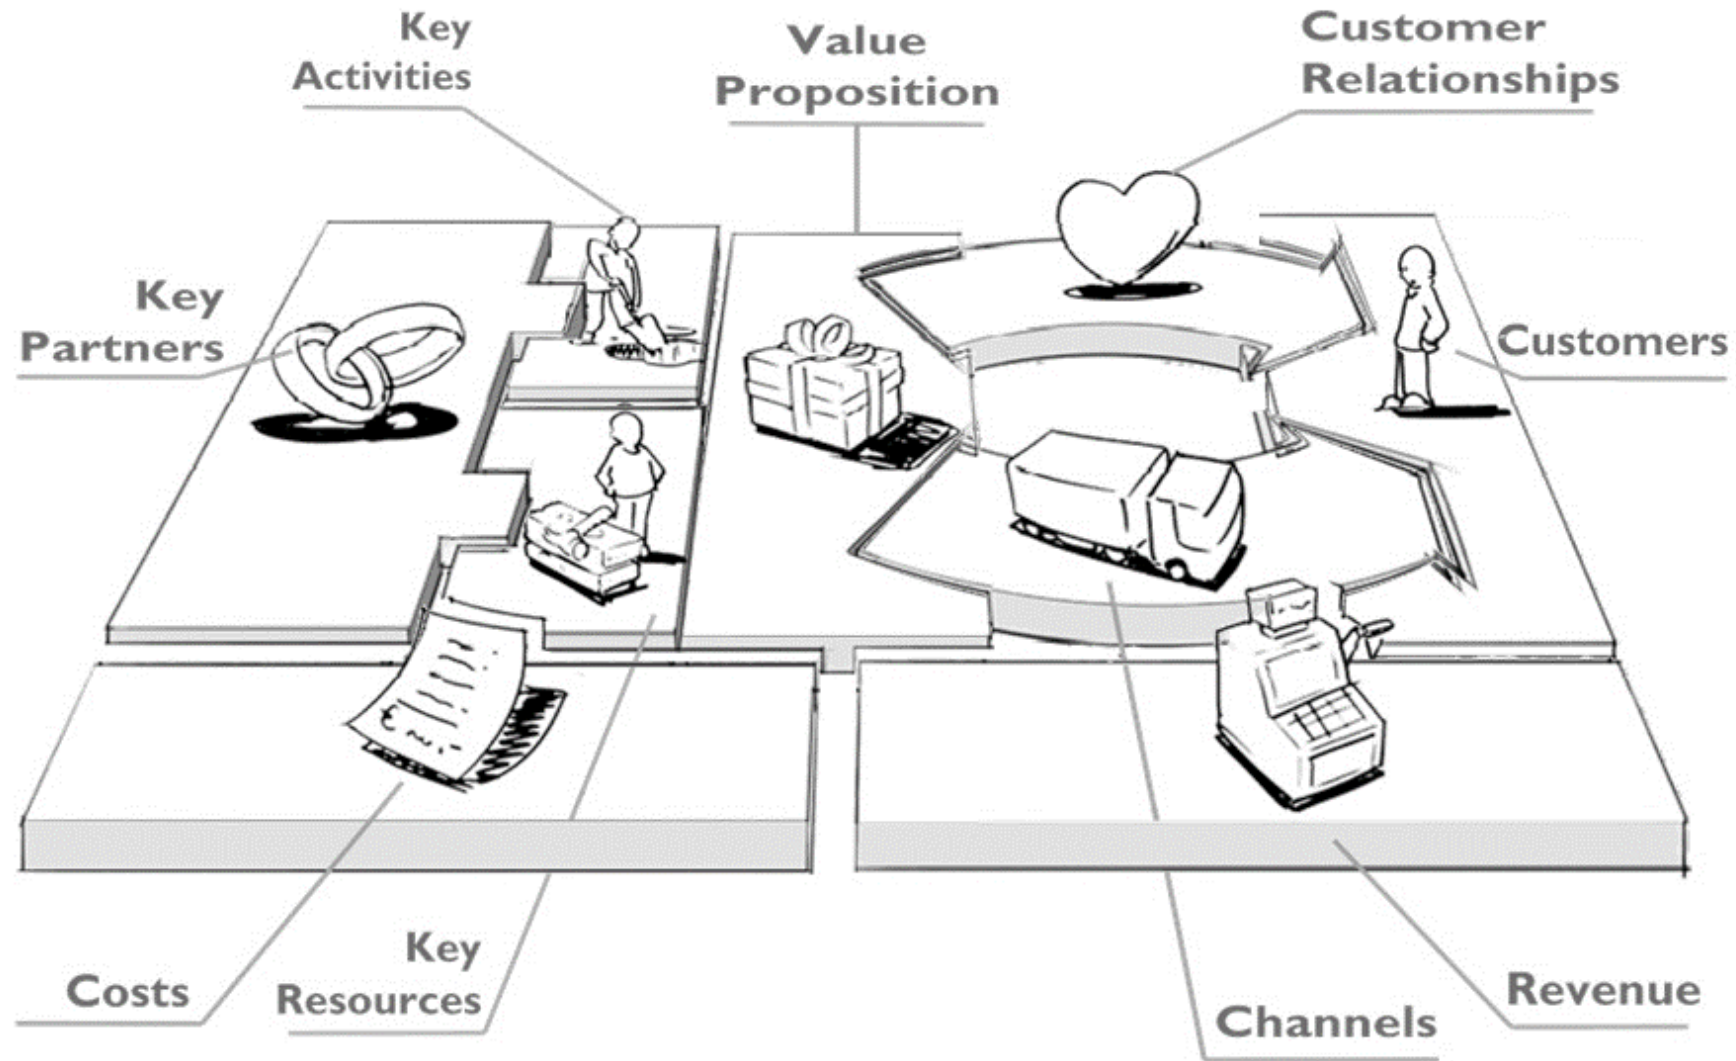 Key
Activities
Value
Proposition
Customer
Relationships
Key
Partners
Customers
Costs
Key
Resources
Channels
Revenue